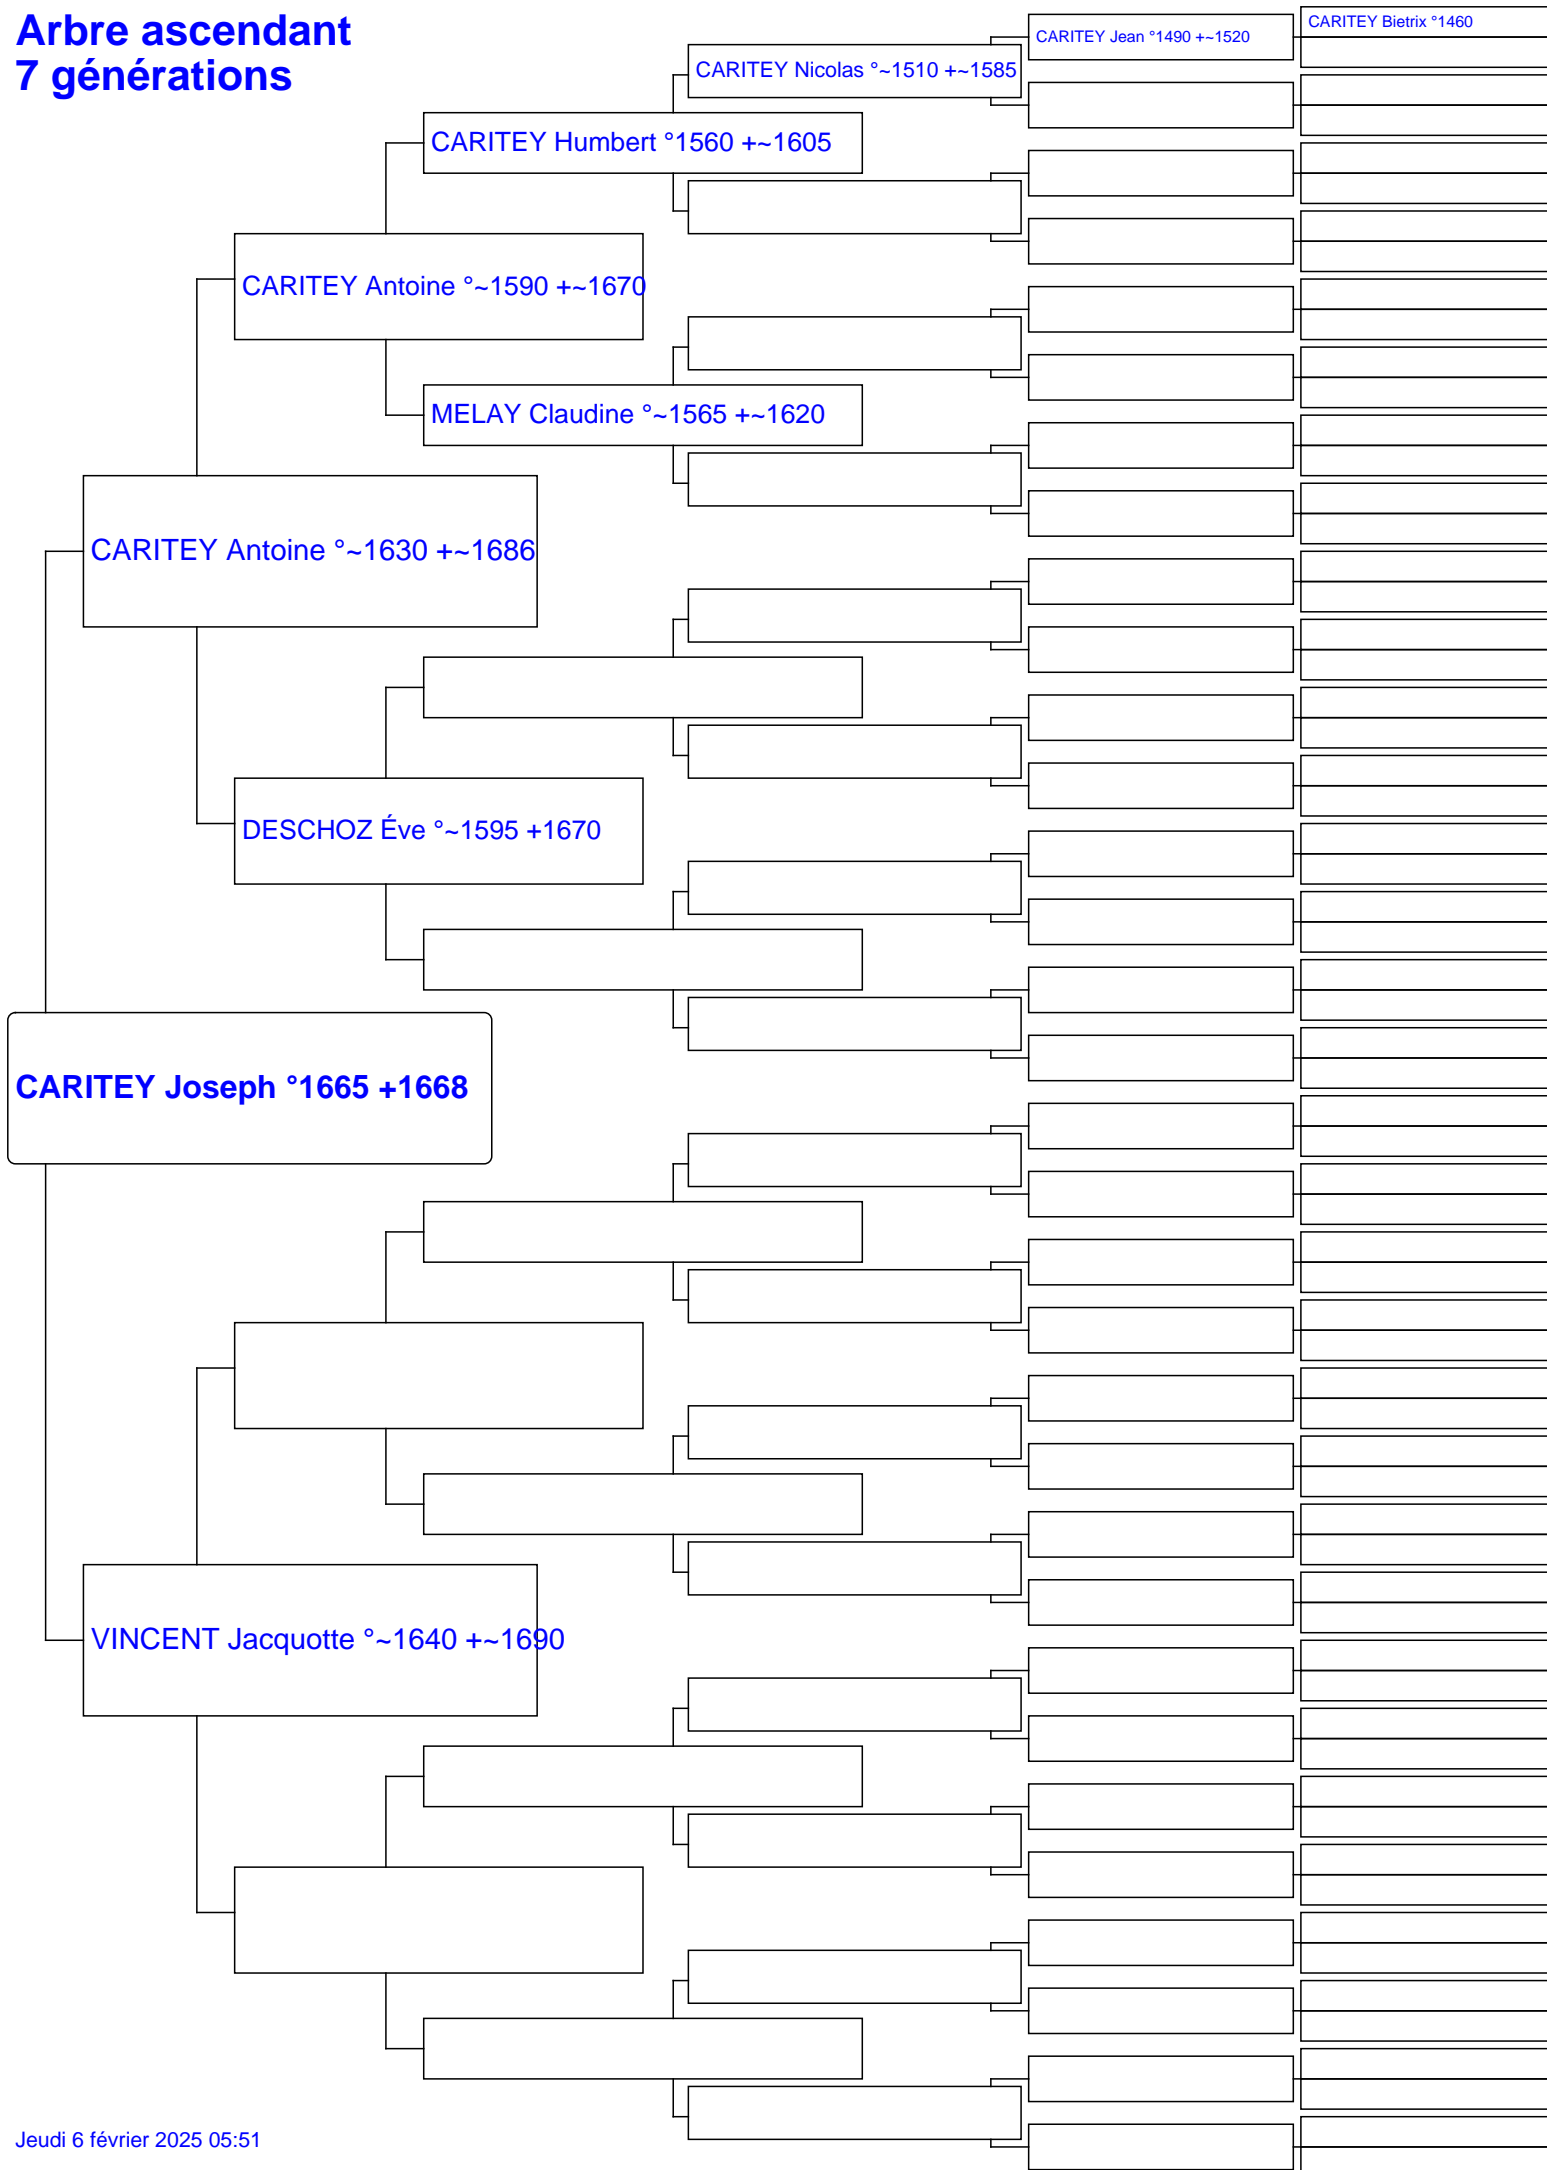 Arbre ascendant
7 générations
CARITEY Bietrix °1460
CARITEY Jean °1490 +~1520
CARITEY Nicolas °~1510 +~1585
CARITEY Humbert °1560 +~1605
CARITEY Antoine °~1590 +~1670
MELAY Claudine °~1565 +~1620
CARITEY Antoine °~1630 +~1686
DESCHOZ Éve °~1595 +1670
CARITEY Joseph °1665 +1668
VINCENT Jacquotte °~1640 +~1690
Jeudi 6 février 2025 05:51